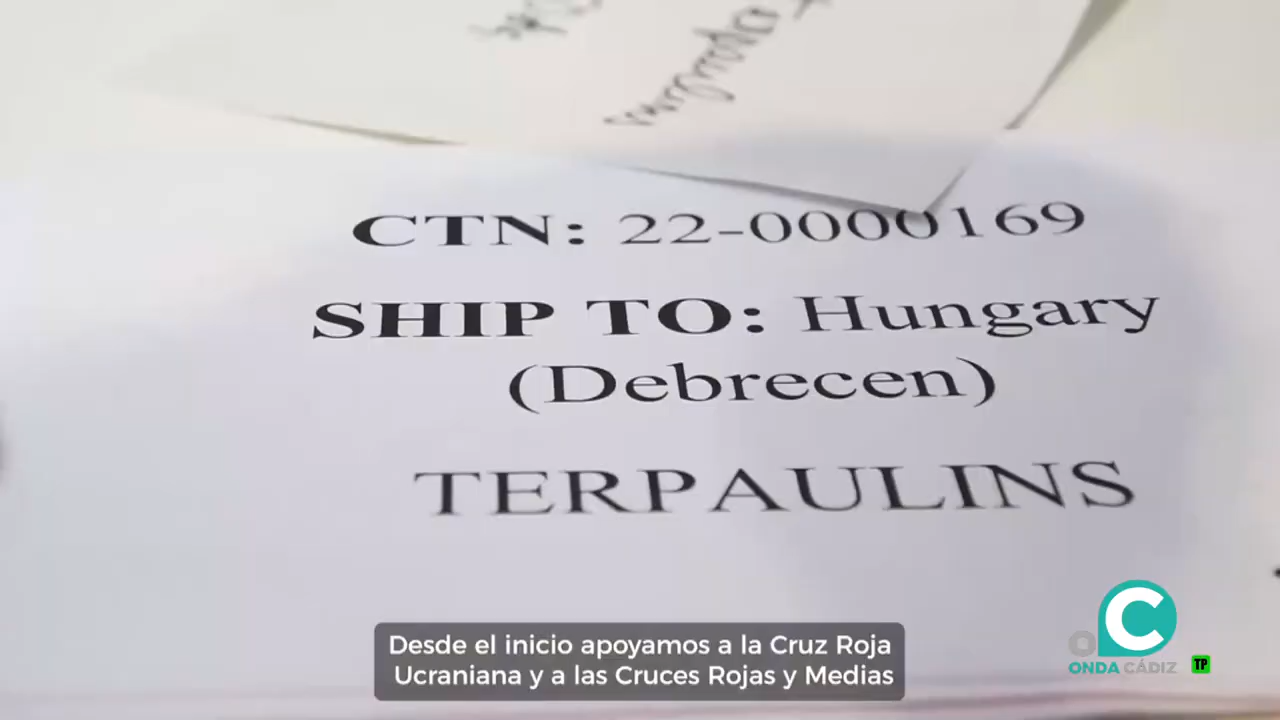 CTN: 22-0000169
SHIP TO: Hungary
(Debrecen)
TERPAULINS
Desde el inicio apoyamos a la Cruz Roja
Ucraniana y a las Cruces Rojas y Medias
C
ONDA CÁDIZ
TP